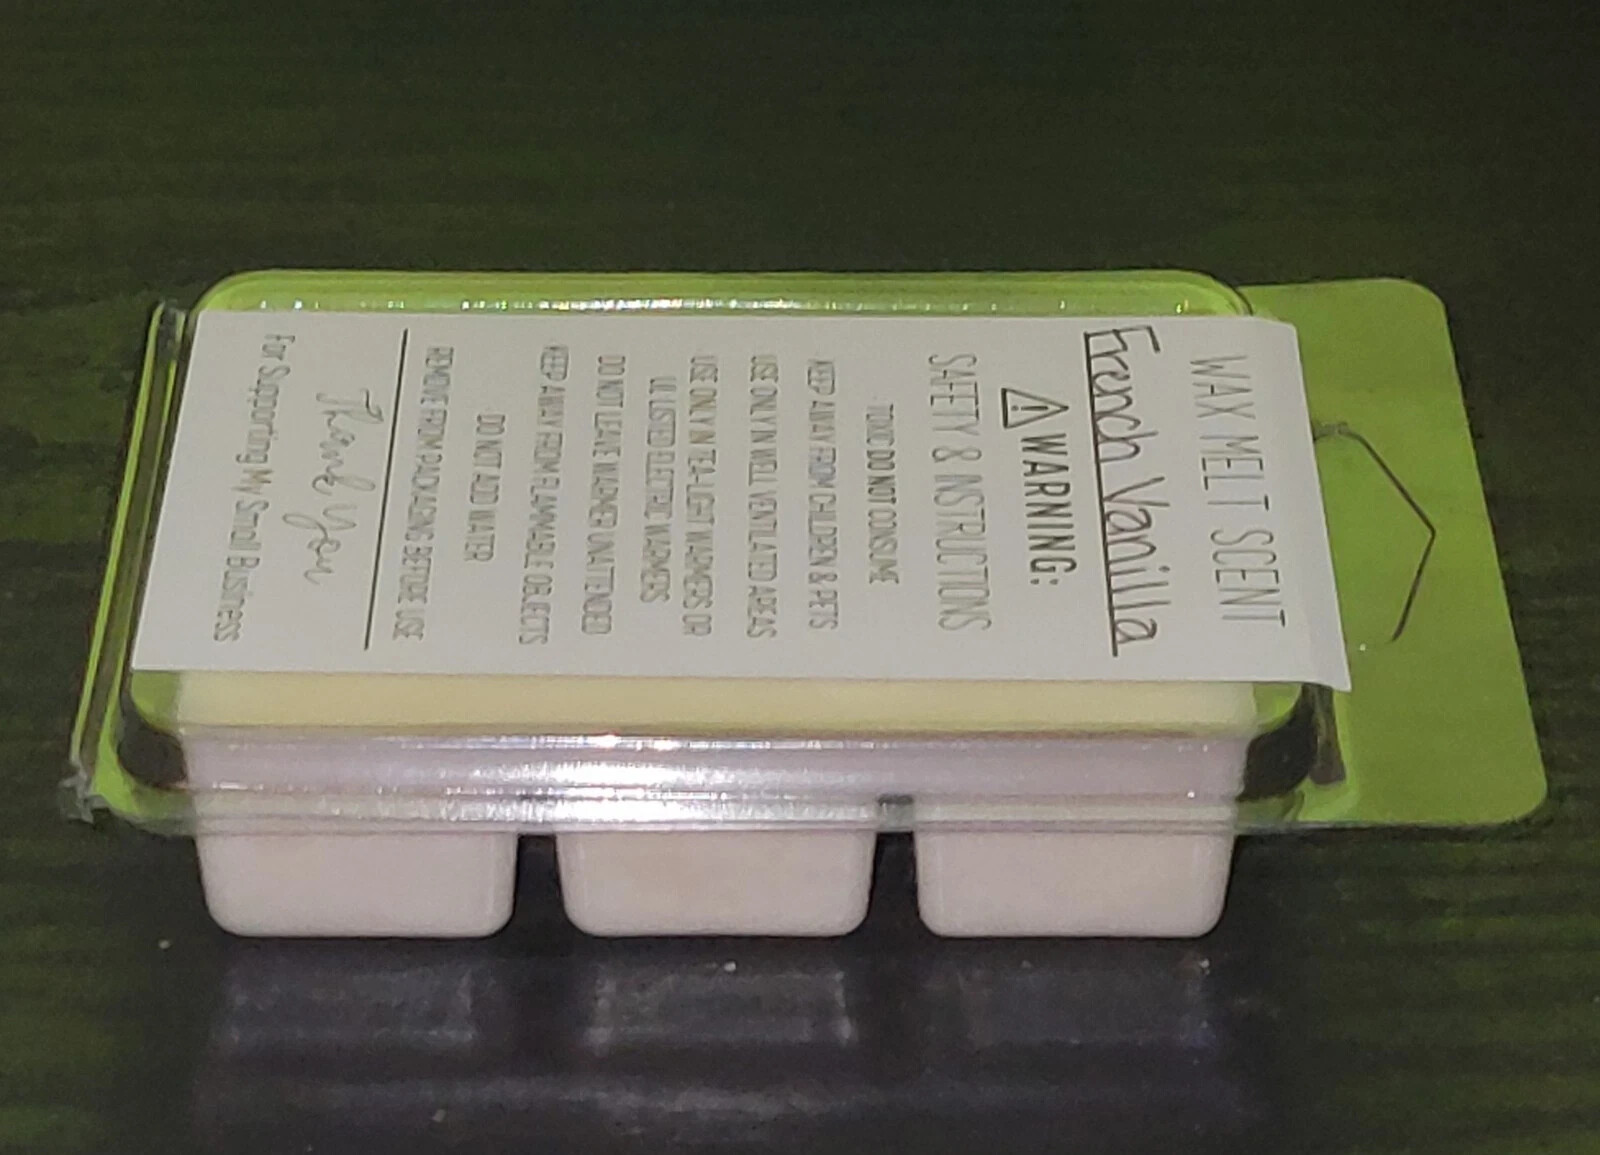 WAX MELT SCENT
French Vanilla
⚠ WARNING:
SAFETY & INSTRUCTIONS
TOXIC DO NOT CONSUME
KEEP AWAY FROM CHILDREN & PETS
USE ONLY IN WELL VENTILATED AREAS
USE ONLY IN TEA-LIGHT WARMERS OR
UL LISTED ELECTRIC WARMERS
DO NOT LEAVE WARMER UNATTENDED
KEEP AWAY FROM FLAMMABLE OBJECTS
DO NOT ADD WATER
REMOVE FROM PACKAGING BEFORE USE
Thank You
For Supporting My Small Business